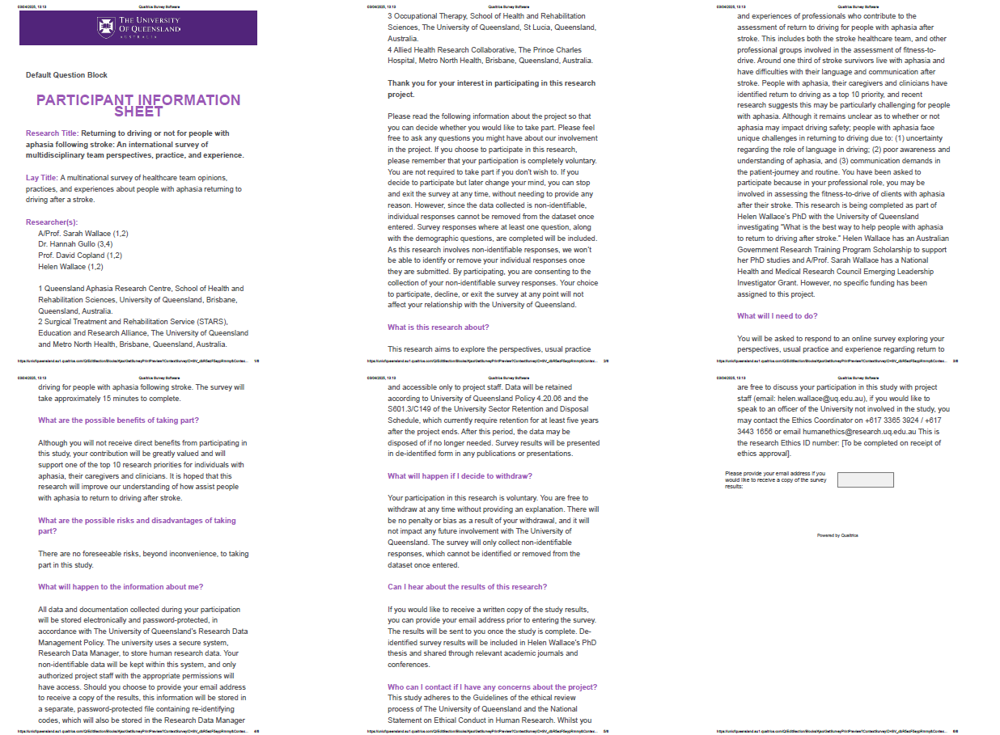 03/04/2025, 13:13 Qualtrics Survey Software
THE UNIVERSITY
OF QUEENSLAND
AUSTRALIA
Default Question Block
PARTICIPANT INFORMATION
SHEET
Research Title: Returning to driving or not for people with
aphasia following stroke: An international survey of
multidisciplinary team perspectives, practice, and experience.
Lay Title: A multinational survey of healthcare team opinions,
practices, and experiences about people with aphasia returning to
driving after a stroke.
Researcher(s):
A/Prof. Sarah Wallace (1,2)
Dr. Hannah Gullo (3,4)
Prof. David Copland (1,2)
Helen Wallace (1,2)
1 Queensland Aphasia Research Centre, School of Health and
Rehabilitation Sciences, University of Queensland, Brisbane,
Queensland, Australia.
2 Surgical Treatment and Rehabilitation Service (STARS),
Education and Research Alliance, The University of Queensland
and Metro North Health, Brisbane, Queensland, Australia.
1/6
03/04/2025, 13:13 Qualtrics Survey Software
3 Occupational Therapy, School of Health and Rehabilitation
Sciences, The University of Queensland, St Lucia, Queensland,
Australia.
4 Allied Health Research Collaborative, The Prince Charles
Hospital, Metro North Health, Brisbane, Queensland, Australia.
Thank you for your interest in participating in this research
project.
Please read the following information about the project so that
you can decide whether you would like to take part. Please feel
free to ask any questions you might have about our involvement
in the project. If you choose to participate in this research,
please remember that your participation is completely voluntary.
You are not required to take part if you don't wish to. If you
decide to participate but later change your mind, you can stop
and exit the survey at any time, without needing to provide any
reason. However, since the data collected is non-identifiable,
individual responses cannot be removed from the dataset once
entered. Survey responses where at least one question, along
with the demographic questions, are completed will be included.
As this research involves non-identifiable responses, we won't
be able to identify or remove your individual responses once
they are submitted. By participating, you are consenting to the
collection of your non-identifiable survey responses. Your choice
to participate, decline, or exit the survey at any point will not
affect your relationship with the University of Queensland.
What is this research about?
This research aims to explore the perspectives, usual practice
2/6
03/04/2025, 13:13 Qualtrics Survey Software
and experiences of professionals who contribute to the
assessment of return to driving for people with aphasia after
stroke. This includes both the stroke healthcare team, and other
professional groups involved in the assessment of fitness-to-
drive. Around one third of stroke survivors live with aphasia and
have difficulties with their language and communication after
stroke. People with aphasia, their caregivers and clinicians have
identified return to driving as a top 10 priority, and recent
research suggests this may be particularly challenging for people
with aphasia. Although it remains unclear as to whether or not
aphasia may impact driving safety; people with aphasia face
unique challenges in returning to driving due to: (1) uncertainty
regarding the role of language in driving; (2) poor awareness and
understanding of aphasia, and (3) communication demands in
the patient-journey and routine. You have been asked to
participate because in your professional role, you may be
involved in assessing the fitness-to-drive of clients with aphasia
after their stroke. This research is being completed as part of
Helen Wallace's PhD with the University of Queensland
investigating "What is the best way to help people with aphasia
to return to driving after stroke." Helen Wallace has an Australian
Government Research Training Program Scholarship to support
her PhD studies and A/Prof. Sarah Wallace has a National
Health and Medical Research Council Emerging Leadership
Investigator Grant. However, no specific funding has been
assigned to this project.
What will I need to do?
You will be asked to respond to an online survey exploring your
perspectives, usual practice and experience regarding return to
3/6
03/04/2025, 13:13 Qualtrics Survey Software
driving for people with aphasia following stroke. The survey will
take approximately 15 minutes to complete.
What are the possible benefits of taking part?
Although you will not receive direct benefits from participating in
this study, your contribution will be greatly valued and will
support one of the top 10 research priorities for individuals with
aphasia, their caregivers and clinicians. It is hoped that this
research will improve our understanding of how assist people
with aphasia to return to driving after stroke.
What are the possible risks and disadvantages of taking
part?
There are no foreseeable risks, beyond inconvenience, to taking
part in this study.
What will happen to the information about me?
All data and documentation collected during your participation
will be stored electronically and password-protected, in
accordance with The University of Queensland's Research Data
Management Policy. The university uses a secure system,
Research Data Manager, to store human research data. Your
non-identifiable data will be kept within this system, and only
authorized project staff with the appropriate permissions will
have access. Should you choose to provide your email address
to receive a copy of the results, this information will be stored in
a separate, password-protected file containing re-identifying
codes, which will also be stored in the Research Data Manager
4/6
03/04/2025, 13:13 Qualtrics Survey Software
and accessible only to project staff. Data will be retained
according to University of Queensland Policy 4.20.06 and the
S601.3/C149 of the University Sector Retention and Disposal
Schedule, which currently require retention for at least five years
after the project ends. After this period, the data may be
disposed of if no longer needed. Survey results will be presented
in de-identified form in any publications or presentations.
What will happen if I decide to withdraw?
Your participation in this research is voluntary. You are free to
withdraw at any time without providing an explanation. There will
be no penalty or bias as a result of your withdrawal, and it will
not impact any future involvement with The University of
Queensland. The survey will only collect non-identifiable
responses, which cannot be identified or removed from the
dataset once entered.
Can I hear about the results of this research?
If you would like to receive a written copy of the study results,
you can provide your email address prior to entering the survey.
The results will be sent to you once the study is complete. De-
identified survey results will be included in Helen Wallace's PhD
thesis and shared through relevant academic journals and
conferences.
Who can I contact if I have any concerns about the project?
This study adheres to the Guidelines of the ethical review
process of The University of Queensland and the National
Statement on Ethical Conduct in Human Research. Whilst you
5/6
03/04/2025, 13:13 Qualtrics Survey Software
are free to discuss your participation in this study with project
staff (email: helen.wallace@uq.edu.au), if you would like to
speak to an officer of the University not involved in the study, you
may contact the Ethics Coordinator on +617 3365 3924 / +617
3443 1656 or email humanethics@research.uq.edu.au This is
the research Ethics ID number: [To be completed on receipt of
ethics approval].
Please provide your email address if you
would like to receive a copy of the survey
results:
Powered by Qualtrics
6/6